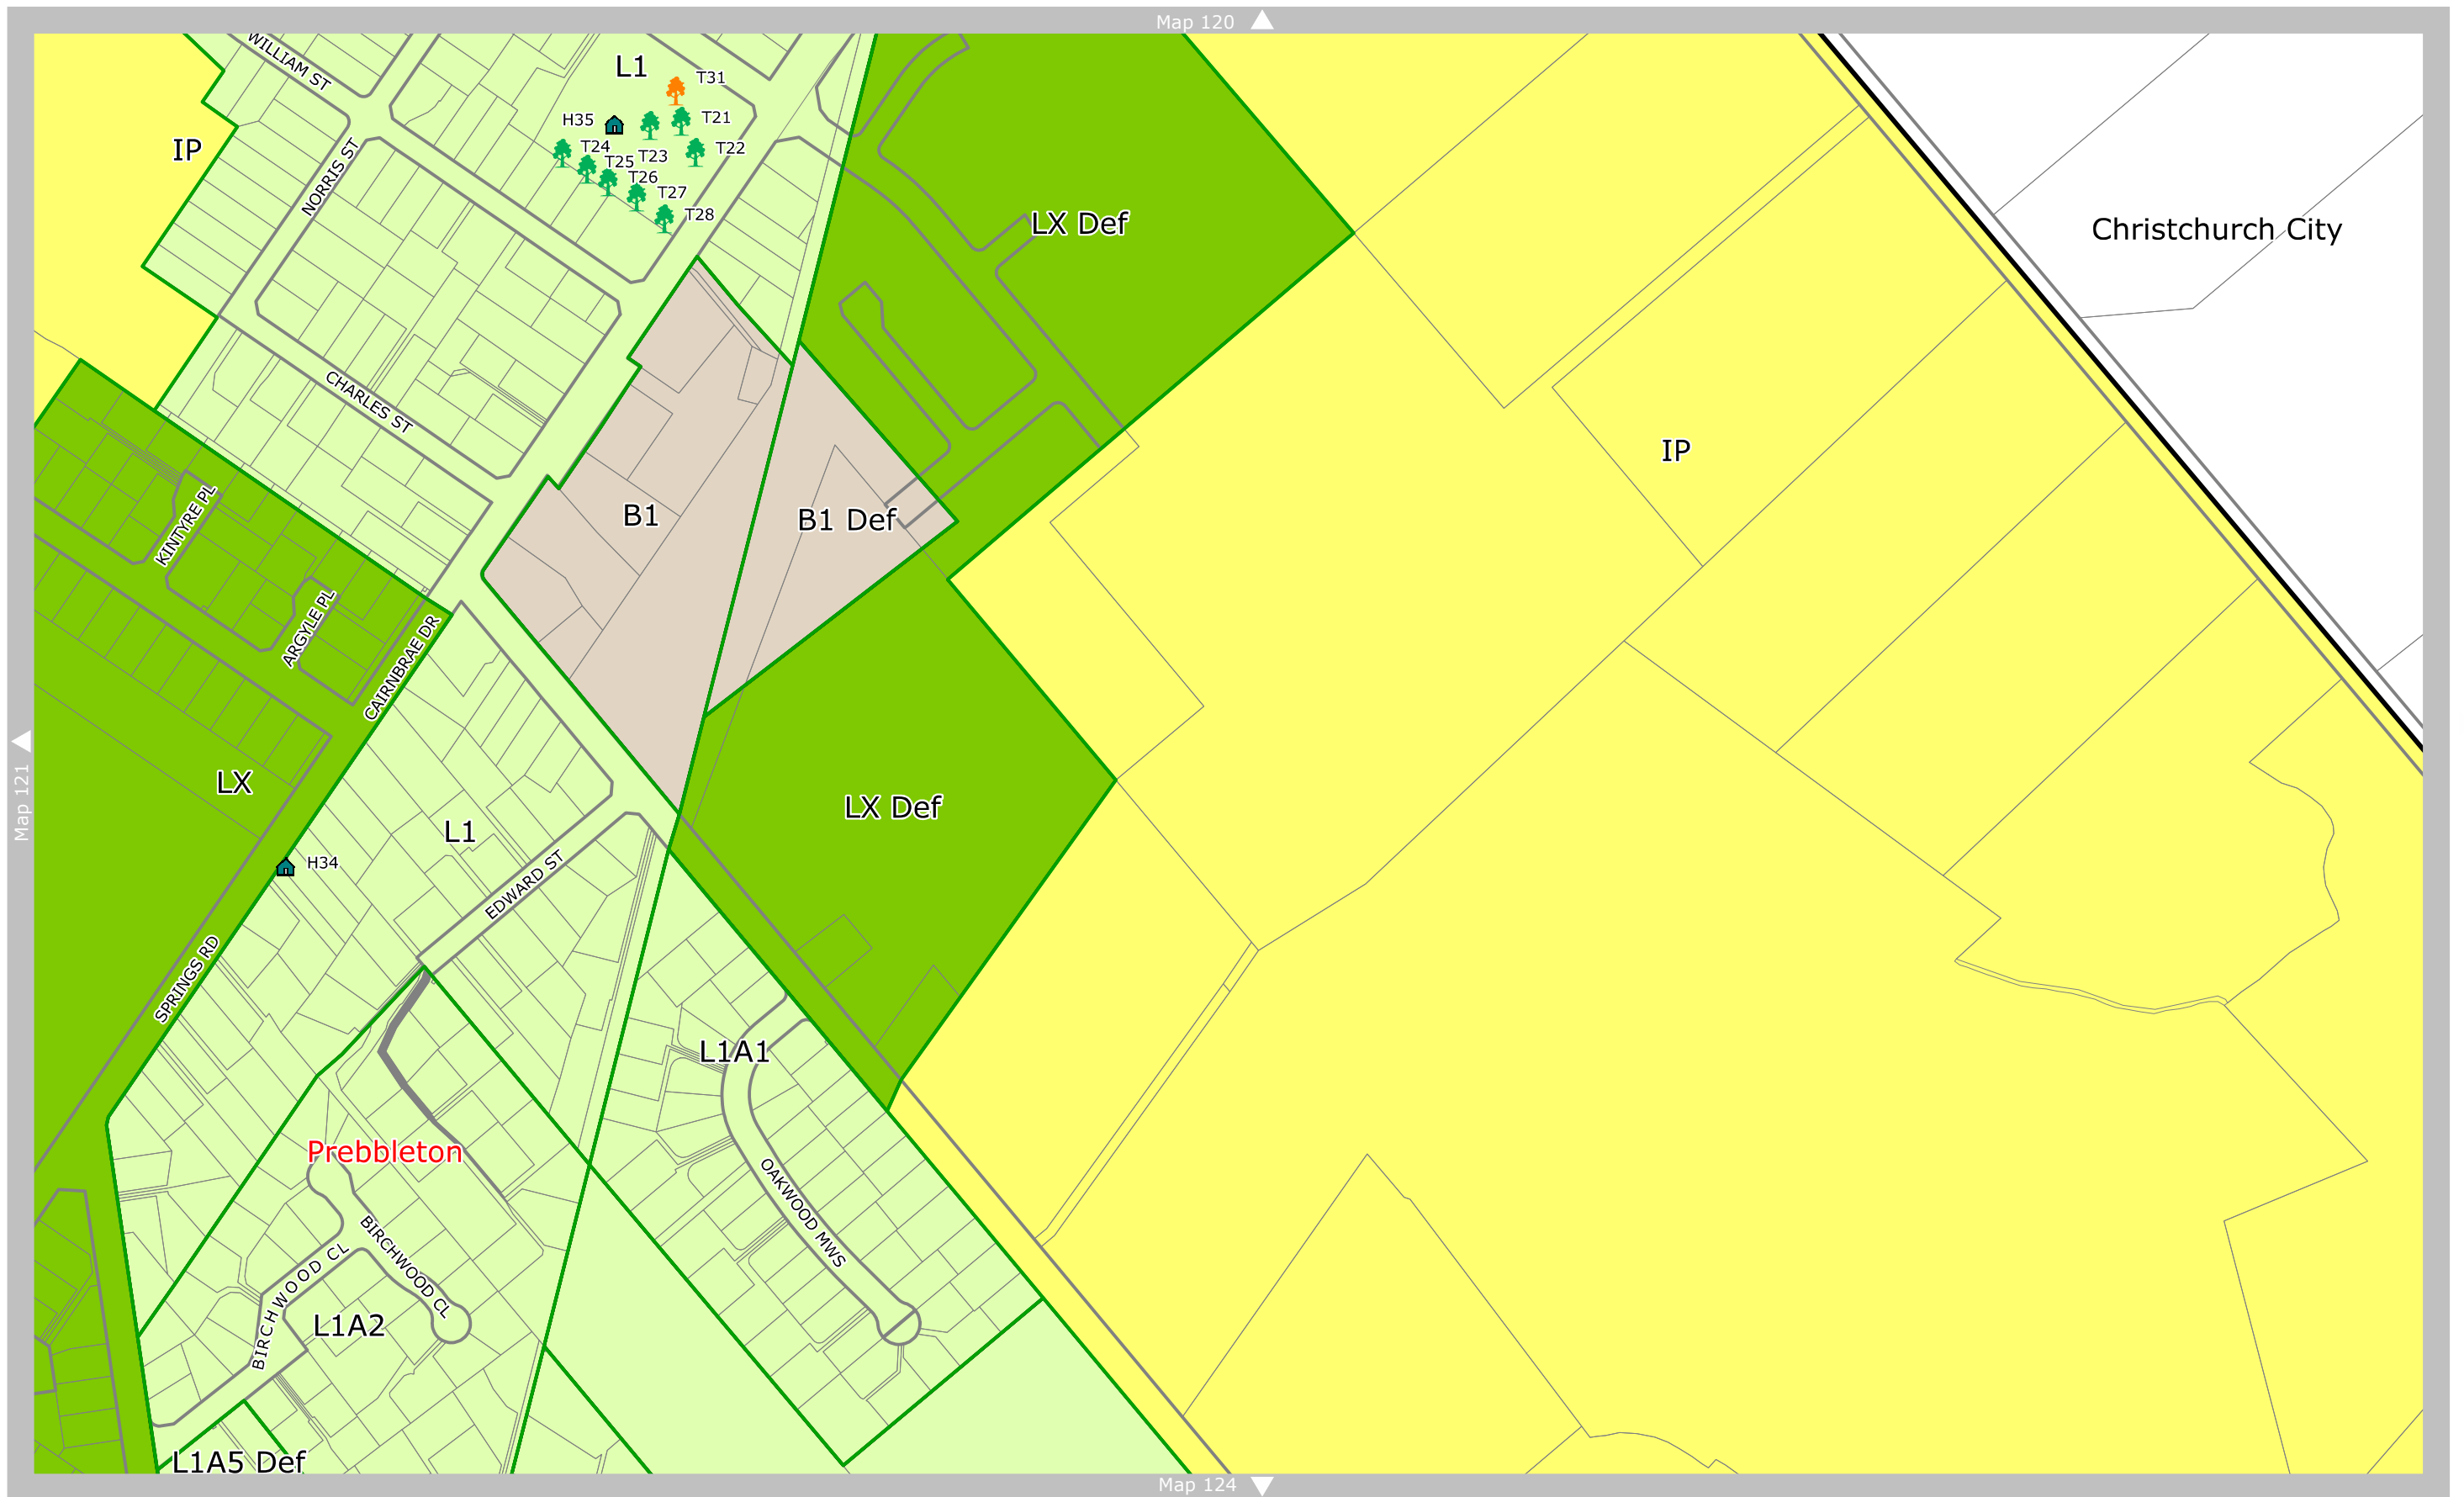 Map 120
WILLIAM ST
L1
T31
H35
T21
IP
T24
T25
T23
T22
T26
T27
T28
NORRIS ST
LX Def
Christchurch City
CHARLES ST
IP
KINTYRE PL
B1
B1 Def
ARGYLE PL
CAIRNBRAE DR
Map 121
LX
L1
LX Def
H34
EDWARD ST
SPRINGS RD
L1A1
Prebbleton
OAKWOOD MWS
BIRCHWOOD CL
BIRCHWOOD CL
L1A2
L1A5 Def
Map 124